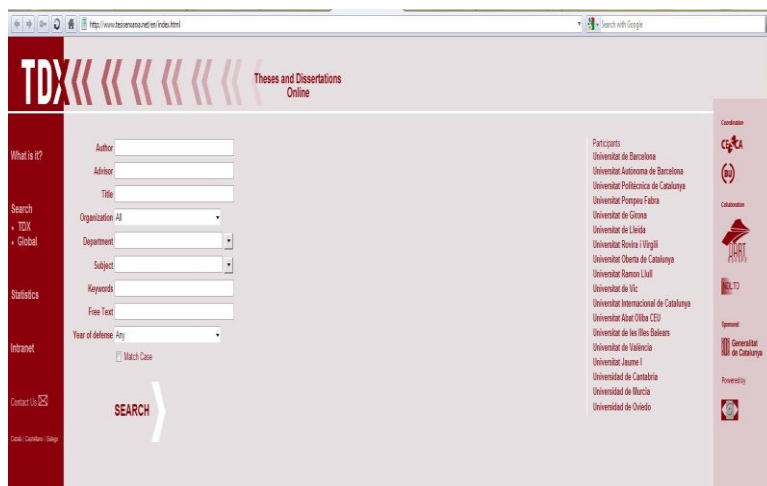 http://www.tesisenxarxa.net/en/index.html
Search with Google
TDX
Theses and Dissertations
Online
What is it?
Search
TDX
Global
Statistics
Intranet
Contact Us
Català | Castellano | Galego
Author
Advisor
Title
Organization All
Department
Subject
Keywords
Free Text
Year of defense Any
Match Case
SEARCH
Participants
Universitat de Barcelona
Universitat Autònoma de Barcelona
Universitat Politècnica de Catalunya
Universitat Pompeu Fabra
Universitat de Girona
Universitat de Lleida
Universitat Rovira i Virgili
Universitat Oberta de Catalunya
Universitat Ramon Llull
Universitat de Vic
Universitat Internacional de Catalunya
Universitat Abat Oliba CEU
Universitat de les Illes Balears
Universitat de València
Universitat Jaume I
Universidad de Cantabria
Universidad de Murcia
Universidad de Oviedo
Coordination
CESCA
(BU)
Collaboration
NDLTD
Sponsored
Generalitat
de Catalunya
Powered by